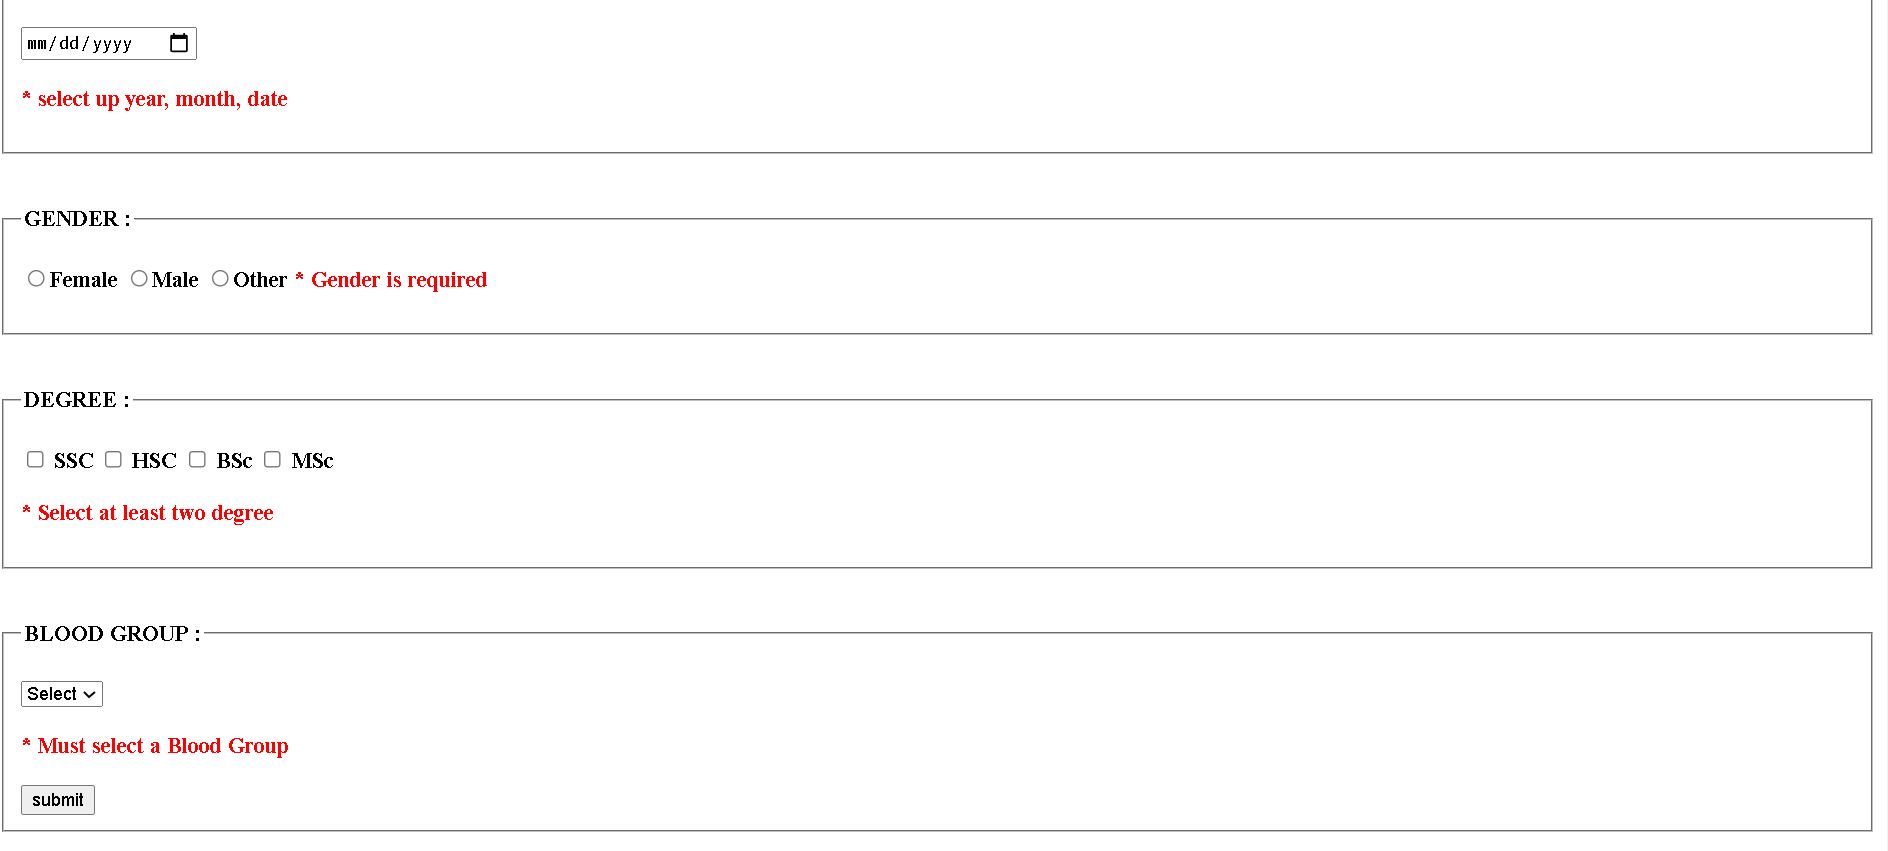 mm/dd/yyyy
* select up year, month, date
GENDER :
Female Male Other * Gender is required
DEGREE :
SSC HSC BSc MSc
* Select at least two degree
BLOOD GROUP :
Select
* Must select a Blood Group
submit